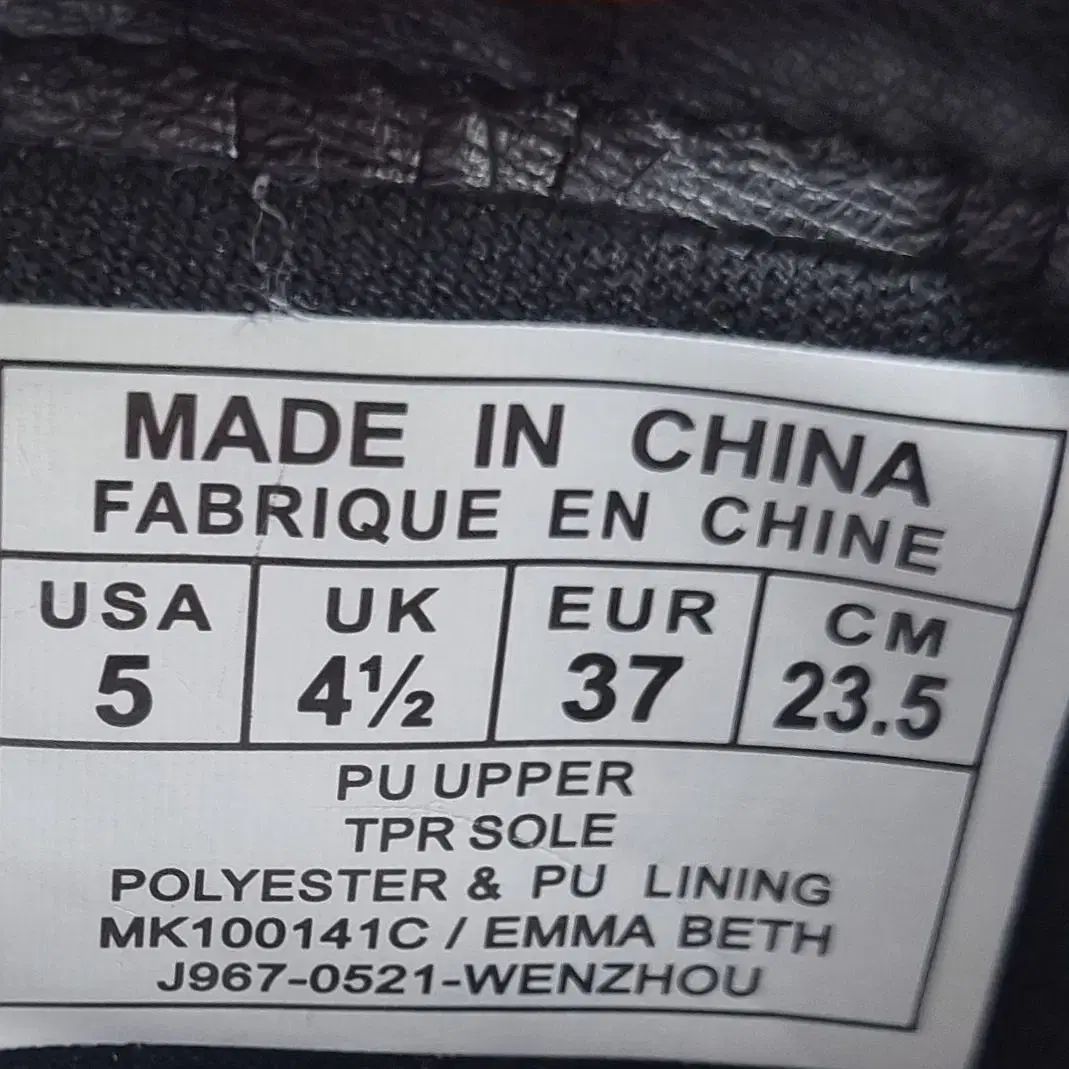 MADE IN CHINA
FABRIQUE EN CHINE
USA UK EUR CM
5 4½ 37 23.5
PU UPPER
TPR SOLE
POLYESTER & PU LINING
MK100141C / EMMA BETH
J967-0521-WENZHOU